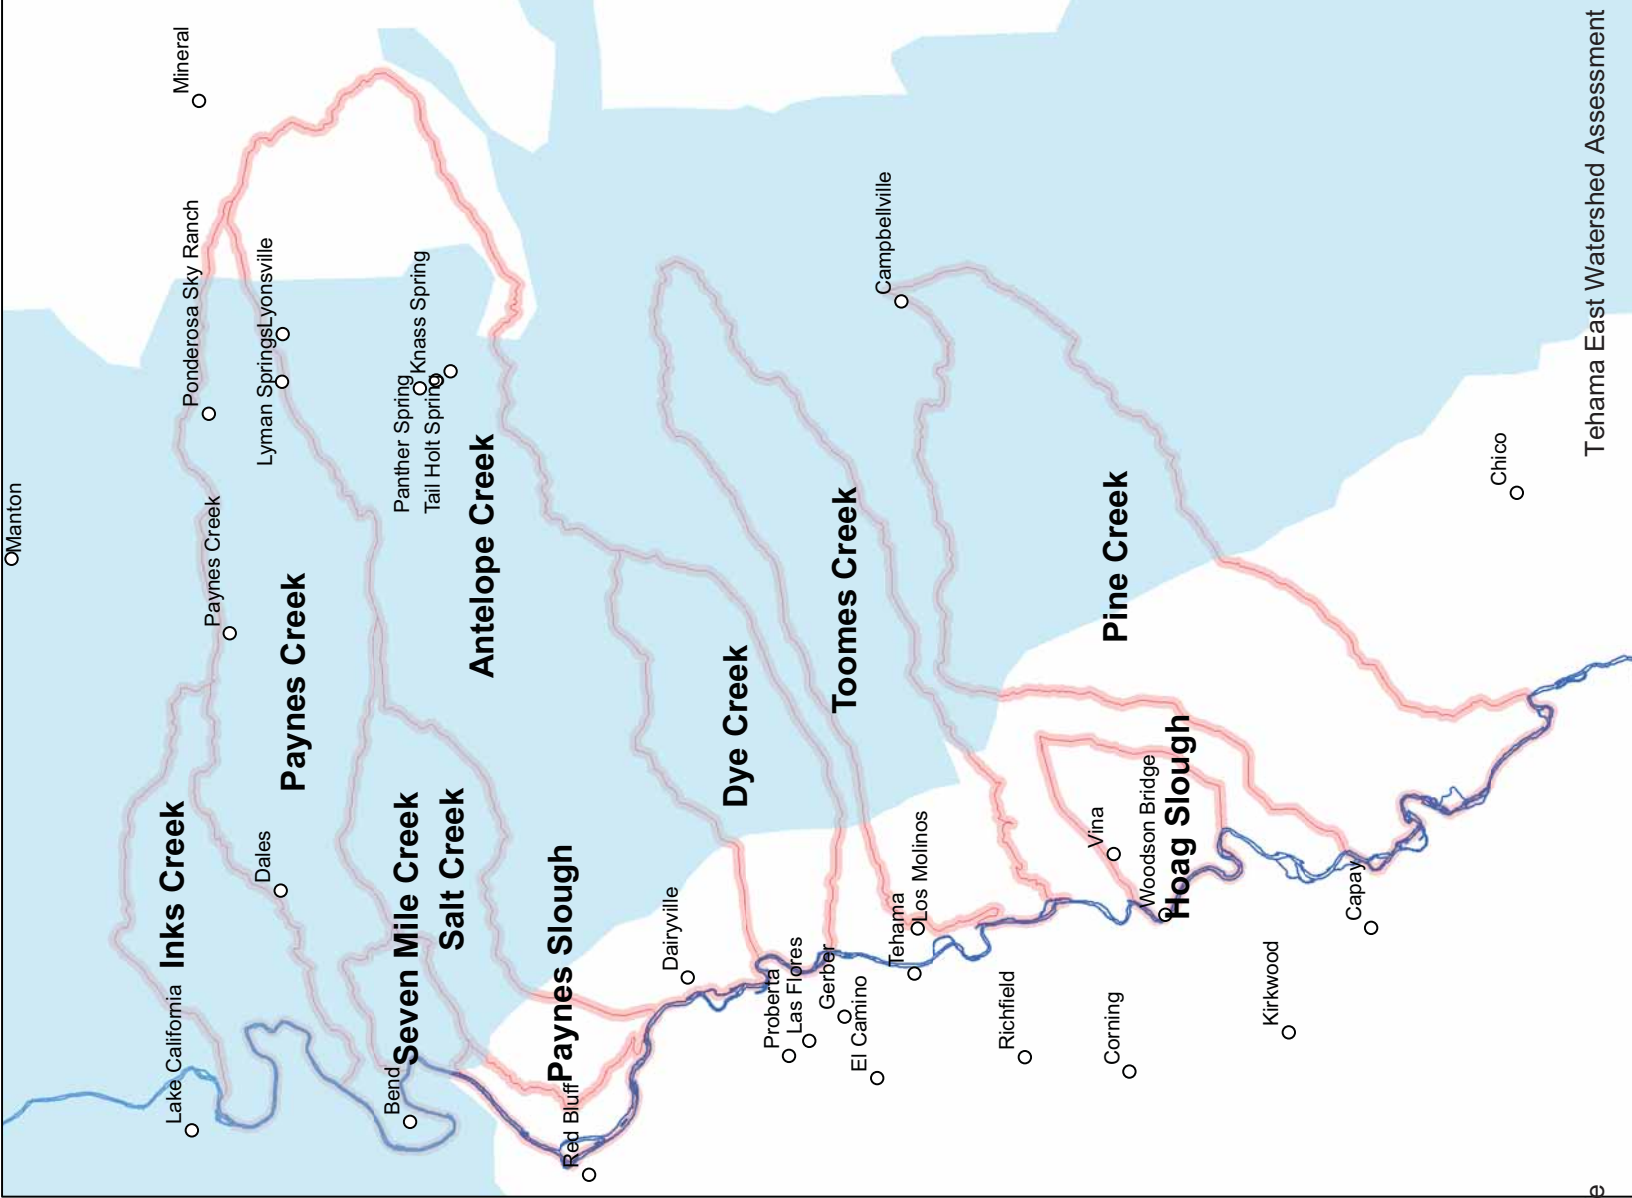 Manton
Mineral
Ponderosa Sky Ranch
Paynes Creek
Lyonsville
Lyman Springs
Knass Spring
Panther Spring
Tail Holt Spring
Paynes Creek
Antelope Creek
Inks Creek
Dales
Lake California
Seven Mile Creek
Salt Creek
Bend
Paynes Slough
Red Bluff
Dairyville
Dye Creek
Proberta
Las Flores
Gerber
El Camino
Toomes Creek
Campbellville
Tehama
Los Molinos
Richfield
Corning
Vina
Woodson Bridge
Hoag Slough
Pine Creek
Kirkwood
Capay
Chico
Tehama East Watershed Assessment
e